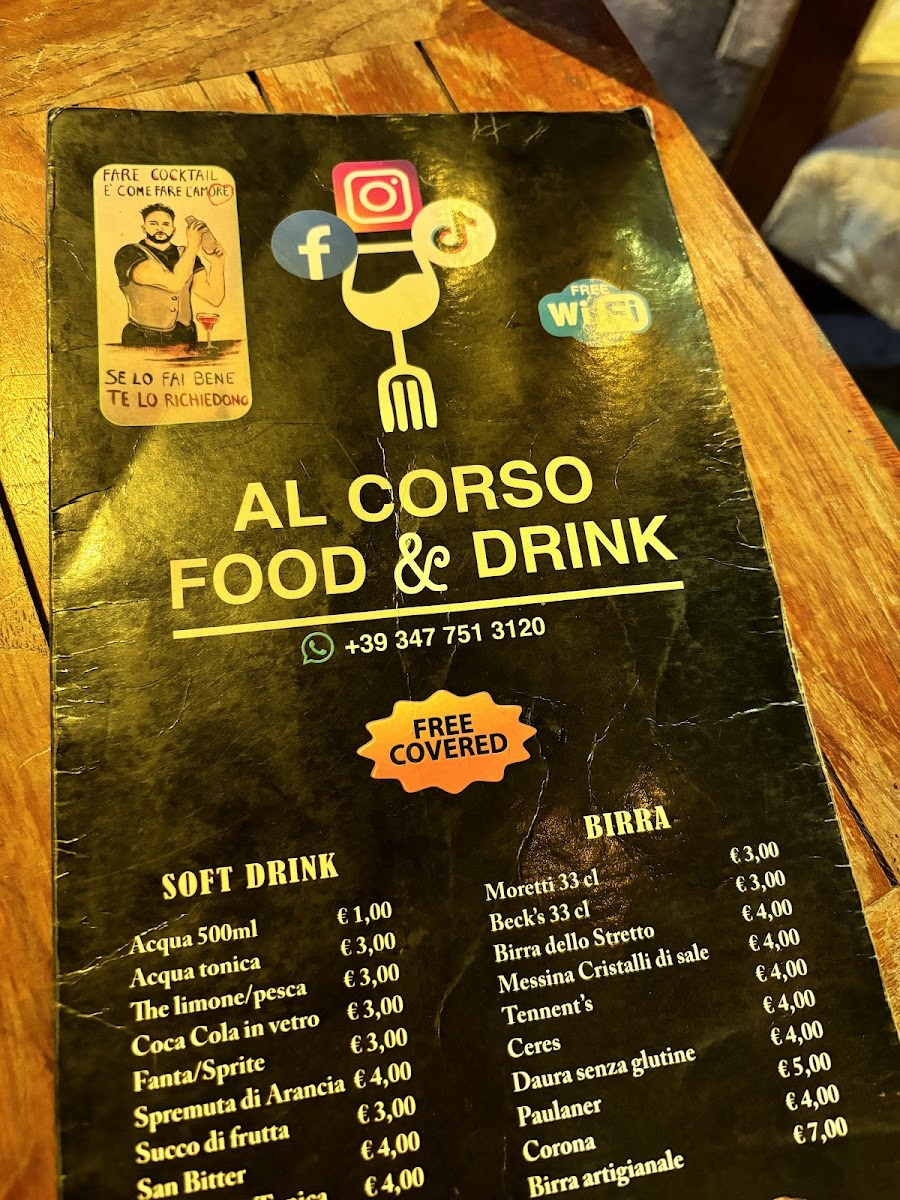 FARE COCKTAIL
E' COME FARE L'AMORE
SE LO FAI BENE
TE LO RICHIEDONO
FREE
Wi Fi
AL CORSO
FOOD & DRINK
+39 347 751 3120
FREE
COVERED
SOFT DRINK
Acqua 500ml € 1,00
Acqua tonica € 3,00
The limone/pesca € 3,00
Coca Cola in vetro € 3,00
Fanta/Sprite € 3,00
Spremuta di Arancia € 4,00
Succo di frutta € 3,00
San Bitter € 4,00
Tonica € 4,00
BIRRA
Moretti 33 cl € 3,00
Beck's 33 cl € 3,00
Birra dello Stretto € 4,00
Messina Cristalli di sale € 4,00
Tennent's € 4,00
Ceres € 4,00
Daura senza glutine € 4,00
Paulaner € 5,00
Corona € 4,00
Birra artigianale € 7,00